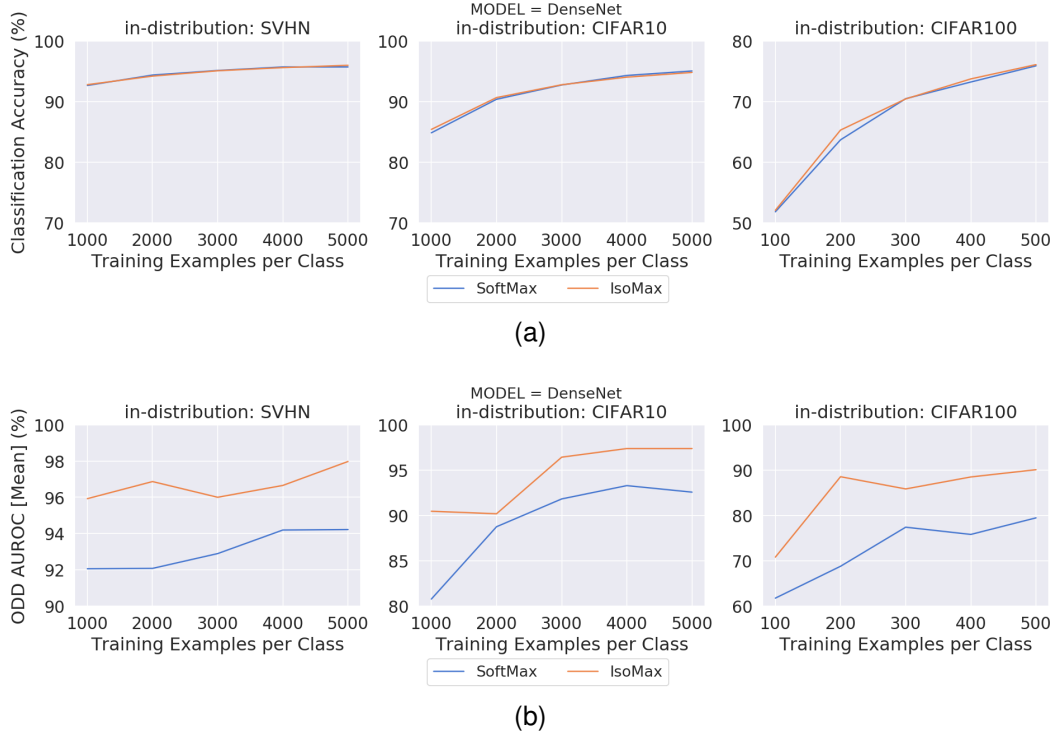 MODEL = DenseNet
in-distribution: SVHN in-distribution: CIFAR10 in-distribution: CIFAR100
Classification Accuracy (%)
100 100 80
90 90 70
80 80 60
70 70 50
1000 2000 3000 4000 5000 1000 2000 3000 4000 5000 100 200 300 400 500
Training Examples per Class Training Examples per Class Training Examples per Class
SoftMax IsoMax
(a)
MODEL = DenseNet
in-distribution: SVHN in-distribution: CIFAR10 in-distribution: CIFAR100
ODD AUROC [Mean] (%)
100 100 100
98 95 90
96 90 80
94 85 70
92 80 60
90
1000 2000 3000 4000 5000 1000 2000 3000 4000 5000 100 200 300 400 500
Training Examples per Class Training Examples per Class Training Examples per Class
SoftMax IsoMax
(b)